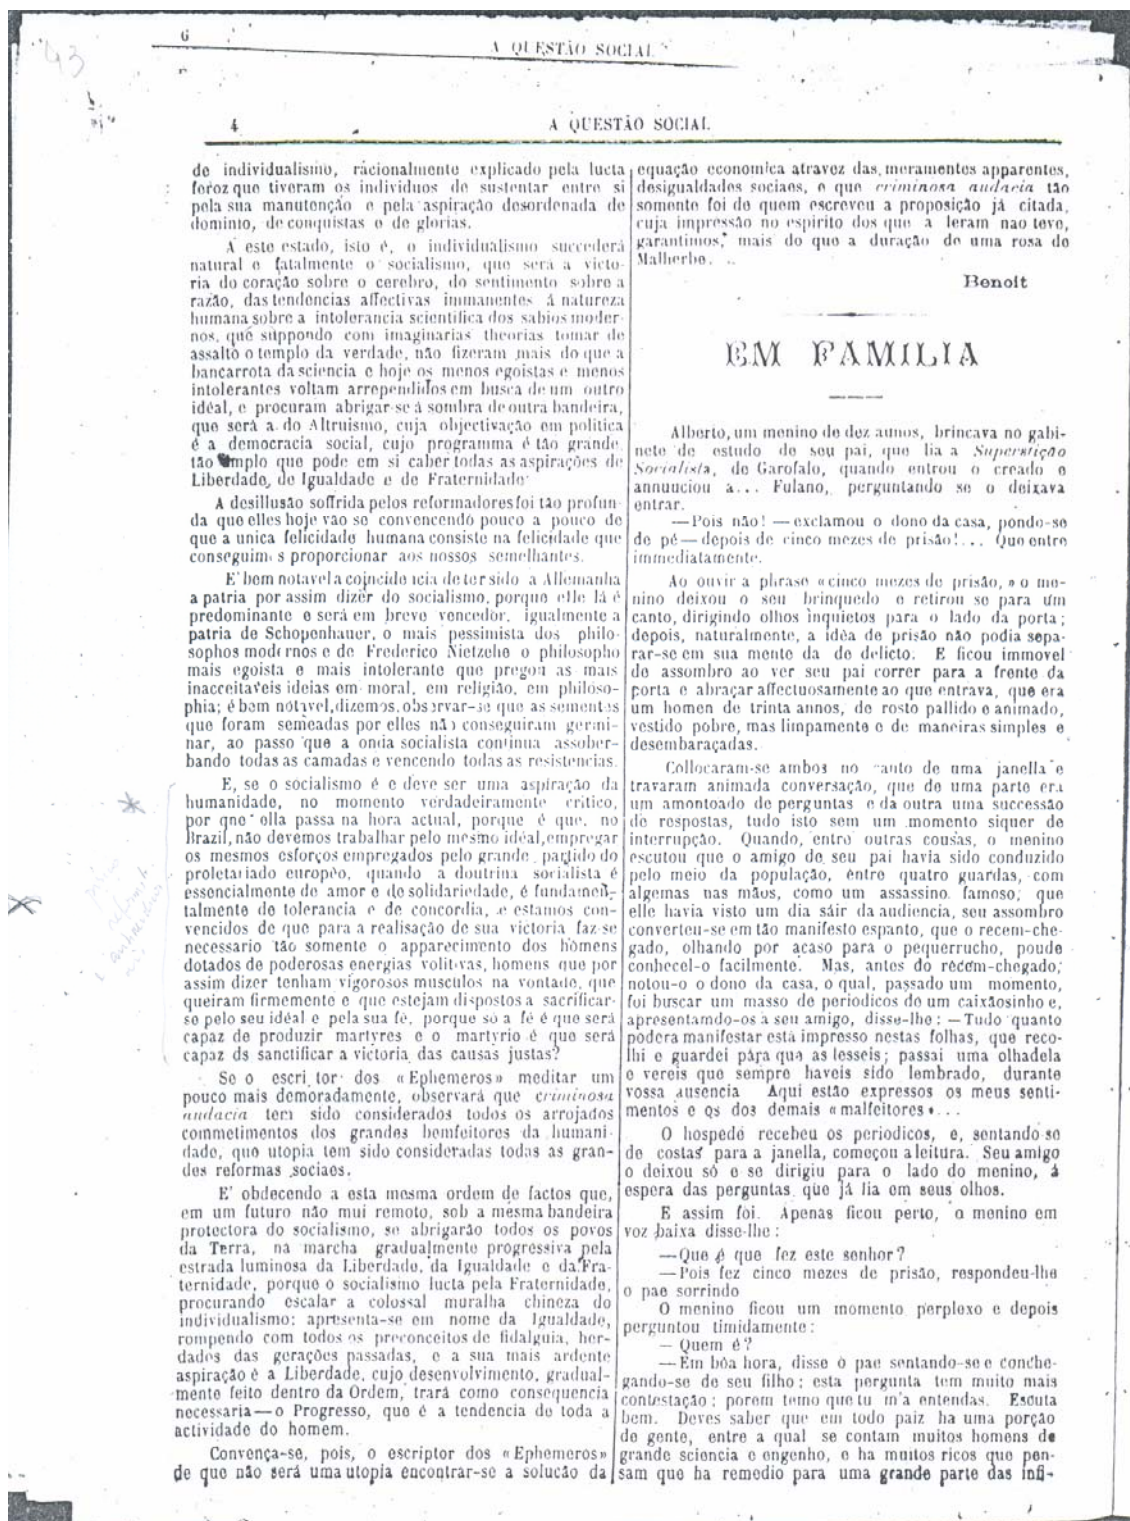 43
6
A QUESTÃO SOCIAL
4
A QUESTÃO SOCIAL
de individualismo, racionalmente explicado pela lucta
feroz que tiveram os individuos de sustentar entre si
pela sua manutenção e pela aspiração desordenada de
dominio, de conquistas e de glorias.
A este estado, isto é, o individualismo succederá
natural e fatalmente o socialismo, que será a victo-
ria do coração sobre o cerebro, do sentimento sobre a
razão, das tendencias affectivas immanentes á natureza
humana sobre a intolerancia scientifica dos sabios moder-
nos, que suppondo com imaginarias theorias tomar de
assalto o templo da verdade, não fizeram mais do que a
bancarrota da sciencia e hoje os menos egoistas e menos
intolerantes voltam arrependidos em busca de um outro
idéal, e procuram abrigar-se á sombra de outra bandeira,
que será a do Altruismo, cuja objectivação em politica
é a democracia social, cujo programma é tão grande
tão amplo que pode em si caber todas as aspirações de
Liberdade, de Igualdade e de Fraternidade
A desillusão soffrida pelos reformadores foi tão profun-
da que elles hoje vão se convencendo pouco a pouco de
que a unica felicidade humana consiste na felicidade que
conseguimos proporcionar aos nossos semelhantes.
E' bem notavel a coincidencia de ter sido a Allemanha
a patria por assim dizer do socialismo, porque elle lá é
predominante e será em breve vencedor, igualmente a
patria de Schopenhauer, o mais pessimista dos philo-
sophos modernos e de Frederico Nietzche o philosopho
mais egoista e mais intolerante que pregou as mais
inacceitaveis ideias em moral, em religião, em philoso-
phia; é bem notavel, dizemos, observar-se que as sementes
que foram semeadas por elles não conseguiram germi-
nar, ao passo que a onda socialista continua assober-
bando todas as camadas e vencendo todas as resistencias.
E, se o socialismo é e deve ser uma aspiração da
humanidade, no momento verdadeiramente critico,
por que ella passa na hora actual, porque é que, no
Brazil, não devemos trabalhar pelo mesmo idéal, empregar
os mesmos esforços empregados pelo grande partido do
proletariado européo, quando a doutrina socialista é
essencialmente de amor e de solidariedade, é fundamen-
talmente de tolerancia e de concordia, e estamos con-
vencidos de que para a realisação de sua victoria faz-se
necessario tão somente o apparecimento dos homens
dotados de poderosas energias volitivas, homens que por
assim dizer tenham vigorosos musculos na vontade, que
queiram firmemente e que estejam dispostos a sacrificar-
se pelo seu idéal e pela sua fé, porque só a fé é que será
capaz de produzir martyres e o martyrio é que será
capaz ds sanctificar a victoria das causas justas?
Se o escritor dos «Ephemeros» meditar um
pouco mais demoradamente, observará que criminosa
audacia tem sido considerados todos os arrojados
commetimentos dos grandes bemfeitores da humani-
dade, que utopia tem sido consideradas todas as gran-
des reformas sociaes.
E' obdecendo a esta mesma ordem de factos que,
em um futuro não mui remoto, sob a mesma bandeira
protectora do socialismo, se abrigarão todos os povos
da Terra, na marcha gradualmente progressiva pela
estrada luminosa da Liberdade, da Igualdade e da Fra-
ternidade, porque o socialismo lucta pela Fraternidade,
procurando escalar a colossal muralha chineza do
individualismo; apresenta-se em nome da Igualdade,
rompendo com todos os preconceitos de fidalguia, her-
dades das gerações passadas, e a sua mais ardente
aspiração é a Liberdade, cujo desenvolvimento, gradual-
mente feito dentro da Ordem, trará como consequencia
necessaria—o Progresso, que é a tendencia de toda a
actividade do homem.
Convença-se, pois, o escriptor dos «Ephemeros»
de que não será uma utopia encontrar-se a solucão da
equação economica atravez das, meramentes apparentes,
desigualdades sociaes, e que criminosa audacia tão
somente foi de quem escreveu a proposição já citada,
cuja impressão no espirito dos que a leram nao teve,
garantimos, mais do que a duração de uma rosa de
Malherbe.
Benoit
EM FAMILIA
Alberto, um menino de dez annos, brincava no gabi-
nete de estudo de seu pai, que lia a Superstição
Socialista, de Garofalo, quando entrou o creado e
annuuciou a... Fulano, perguntando se o deixava
entrar.
—Pois não! —exclamou o dono da casa, pondo-se
de pé— depois de cinco mezes de prisão!... Que entre
immediatamente.
Ao ouvir a phrase «cinco mezes de prisão,» o me-
nino deixou o seu brinquedo e retirou se para um
canto, dirigindo olhos inquietos para o lado da porta;
depois, naturalmente, a idéa de prisão não podia sepa-
rar-se em sua mente da de delicto. E ficou immovel
de assombro ao ver seu pai correr para a frente da
porta e abraçar affectuosamente ao que entrava, que era
um homen de trinta annos, de rosto pallido e animado,
vestido pobre, mas limpamente e de maneiras simples e
desembaraçadas.
Collocaram-se ambos no canto de uma janella e
travaram animada conversação, que de uma parte era
um amontoado de perguntas e da outra uma successão
de respostas, tudo isto sem um momento siquer de
interrupção. Quando, entre outras cousas, o menino
escutou que o amigo de seu pai havia sido conduzido
pelo meio da população, entre quatro guardas, com
algemas nas mãos, como um assassino famoso, que
elle havia visto um dia sáir da audiencia, seu assombro
converteu-se em tão manifesto espanto, que o recem-che-
gado, olhando por acaso para o pequerrucho, poude
conhecel-o facilmente. Mas, antes do recem-chegado,
notou-o o dono da casa, o qual, passado um momento,
foi buscar um masso de periodicos de um caixãosinho e,
apresentamdo-os a seu amigo, disse-lhe: —Tudo quanto
podera manifestar está impresso nestas folhas, que reco-
lhi e guardei pára que as lesseis; passai uma olhadela
e vereis que sempre haveis sido lembrado, durante
vossa ausencia Aqui estão expressos os meus senti-
mentos e os dos demais «malfeitores»...
O hospede recebeu os periodicos, e, sentando se
de costas para a janella, começou a leitura. Seu amigo
o deixou só e se dirigiu para o lado do menino, á
espera das perguntas que já lia em seus olhos.
E assim foi. Apenas ficou perto, o menino em
voz baixa disse-lhe:
—Que é que fez este senhor?
—Pois fez cinco mezes de prisão, respondeu-lhe
o pae sorrindo
O menino ficou um momento perplexo e depois
perguntou timidamente:
— Quem é?
—Em bôa hora, disse o pae sentando-se e conche-
gando-se de seu filho; esta pergunta tem muito mais
contestação; porem temo que tu m'a entendas. Escuta
bem. Deves saber que em todo paiz ha uma porção
de gente, entre a qual se contam muitos homens de
grande sciencia e engenho, e ha muitos ricos que pen-
sam que ha remedio para uma grande parte das infi-